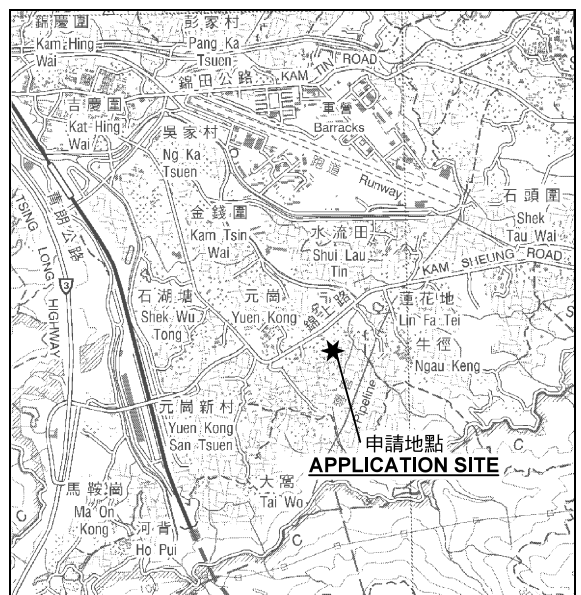 錦慶圍
Kam Hing
Wai
彭家村
Pang Ka
Tsuen
錦田公路
KAM TIN ROAD
吉慶圍
Kat Hing
Wai
軍營
Barracks
吳家村
Ng Ka
Tsuen
跑道
Runway
石頭圍
Shek
Tau Wai
金錢圍
Kam Tsin
Wai
水流田
Shui Lau
Tin
青朗公路
TSING LONG HIGHWAY
3
KAM SHEUNG ROAD
錦上路
石湖塘
Shek Wu
Tong
元崗
Yuen Kong
蓮花地
Lin Fa Tei
牛徑
Ngau Keng
Pipeline
元崗新村
Yuen Kong
San Tsuen
申請地點
APPLICATION SITE
馬鞍崗
Ma On
Kong
大窩
Tai Wo
河背
Ho Pui
C
C
C